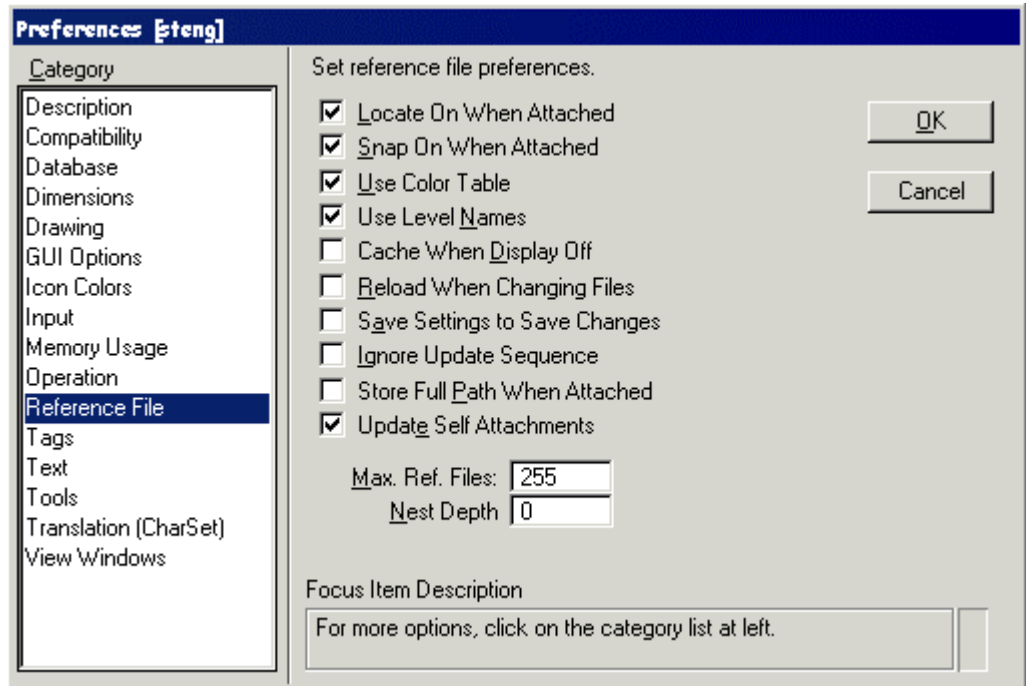 Preferences [steng]
Category
Description
Compatibility
Database
Dimensions
Drawing
GUI Options
Icon Colors
Input
Memory Usage
Operation
Reference File
Tags
Text
Tools
Translation (CharSet)
View Windows
Set reference file preferences.
Locate On When Attached
Snap On When Attached
Use Color Table
Use Level Names
Cache When Display Off
Reload When Changing Files
Save Settings to Save Changes
Ignore Update Sequence
Store Full Path When Attached
Update Self Attachments
Max. Ref. Files: 255
Nest Depth 0
OK
Cancel
Focus Item Description
For more options, click on the category list at left.